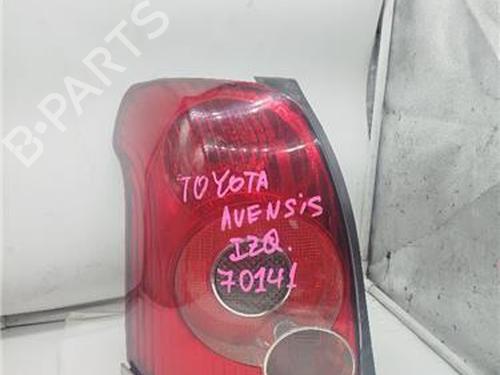 B-PARTS
TOYOTA
AVENSIS
IZQ.
70141